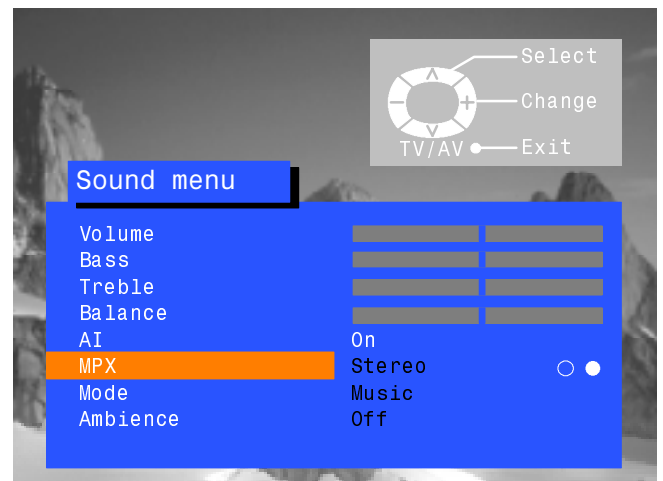 Select
Change
TV/AV Exit
Sound menu
Volume
Bass
Treble
Balance
AI On
MPX Stereo
Mode Music
Ambience Off